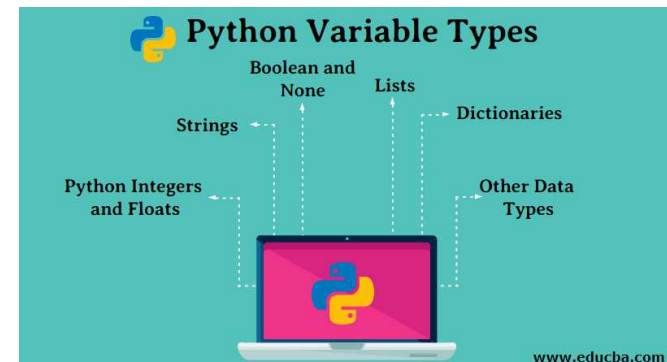 Python Variable Types
Boolean and
None
Lists
Strings
Dictionaries
Python Integers
and Floats
Other Data
Types
www.educba.com